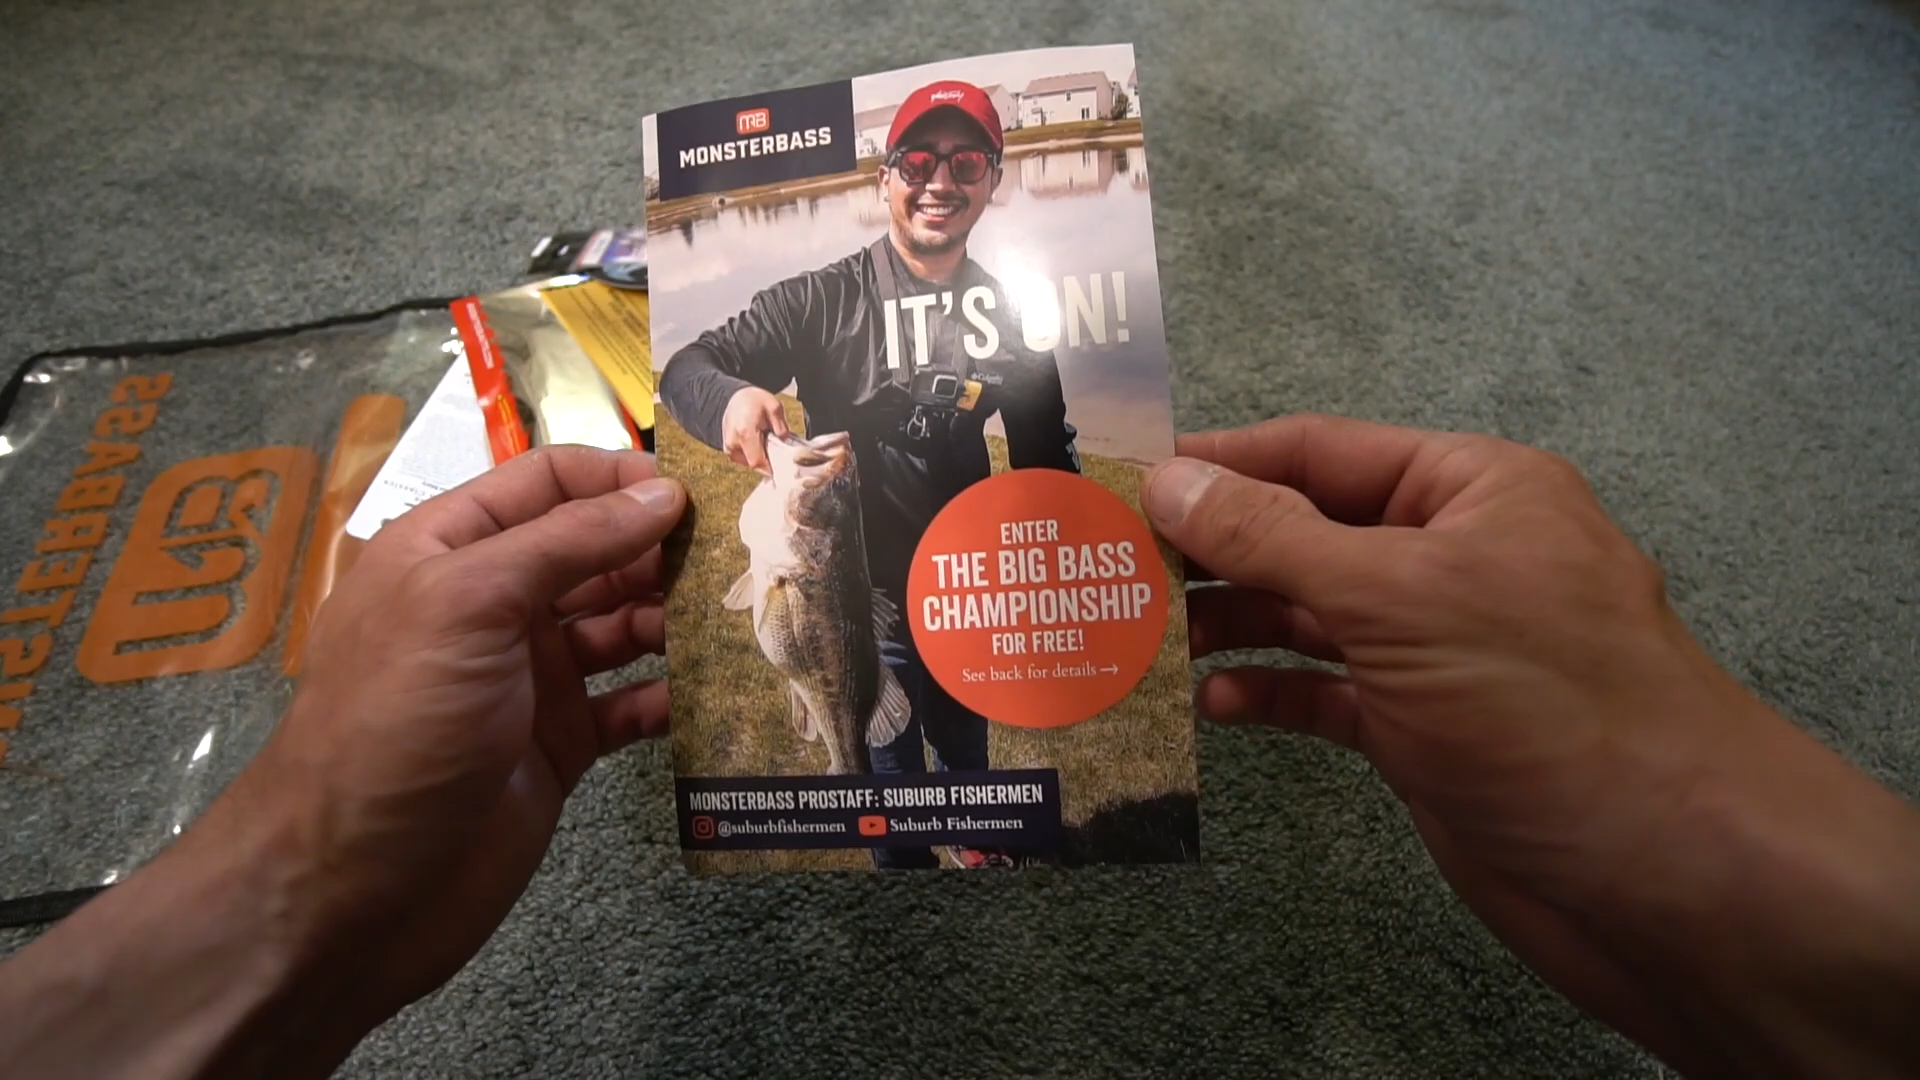 MB
MONSTERBASS
IT'S ON!
ENTER
THE BIG BASS
CHAMPIONSHIP
FOR FREE!
See back for details →
MONSTERBASS PROSTAFF: SUBURB FISHERMEN
@suburbfishermen Suburb Fishermen
Columbia